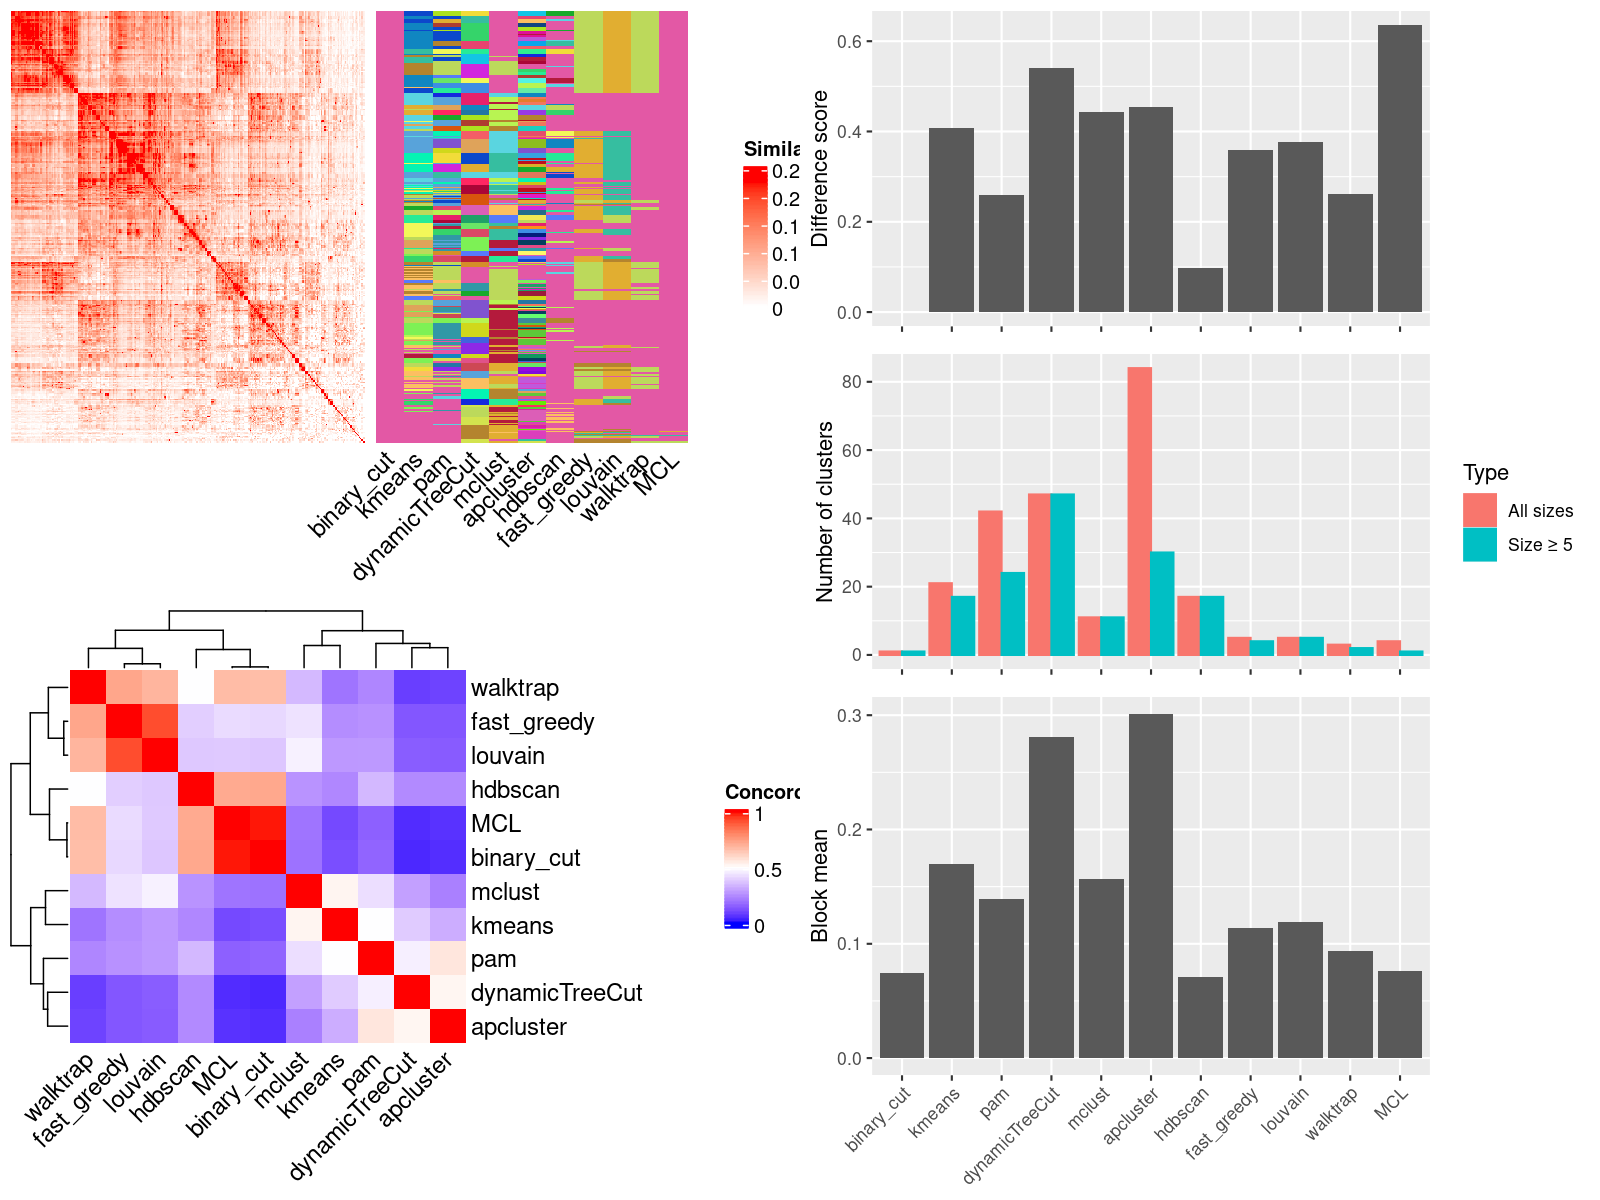 Simila
0.2
0.2
0.1
0.1
0.0
0
binary_cut
kmeans
pam
dynamicTreeCut
mclust
apcluster
hdbscan
fast_greedy
louvain
walktrap
MCL
walktrap
fast_greedy
louvain
hdbscan
MCL
binary_cut
mclust
kmeans
pam
dynamicTreeCut
apcluster
walktrap
fast_greedy
louvain
hdbscan
MCL
binary_cut
mclust
kmeans
pam
dynamicTreeCut
apcluster
Concord
1
0.5
0
Difference score
0.6
0.4
0.2
0.0
Number of clusters
80
60
40
20
0
Type
All sizes
Size ≥ 5
Block mean
0.3
0.2
0.1
0.0
binary_cut
kmeans
pam
dynamicTreeCut
mclust
apcluster
hdbscan
fast_greedy
louvain
walktrap
MCL